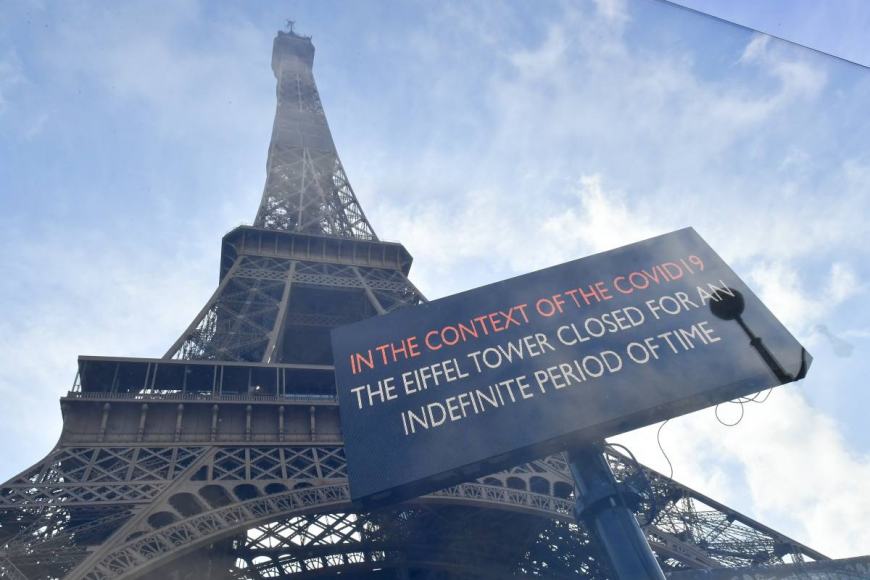 IN THE CONTEXT OF THE COVID19
THE EIFFEL TOWER CLOSED FOR AN
INDEFINITE PERIOD OF TIME